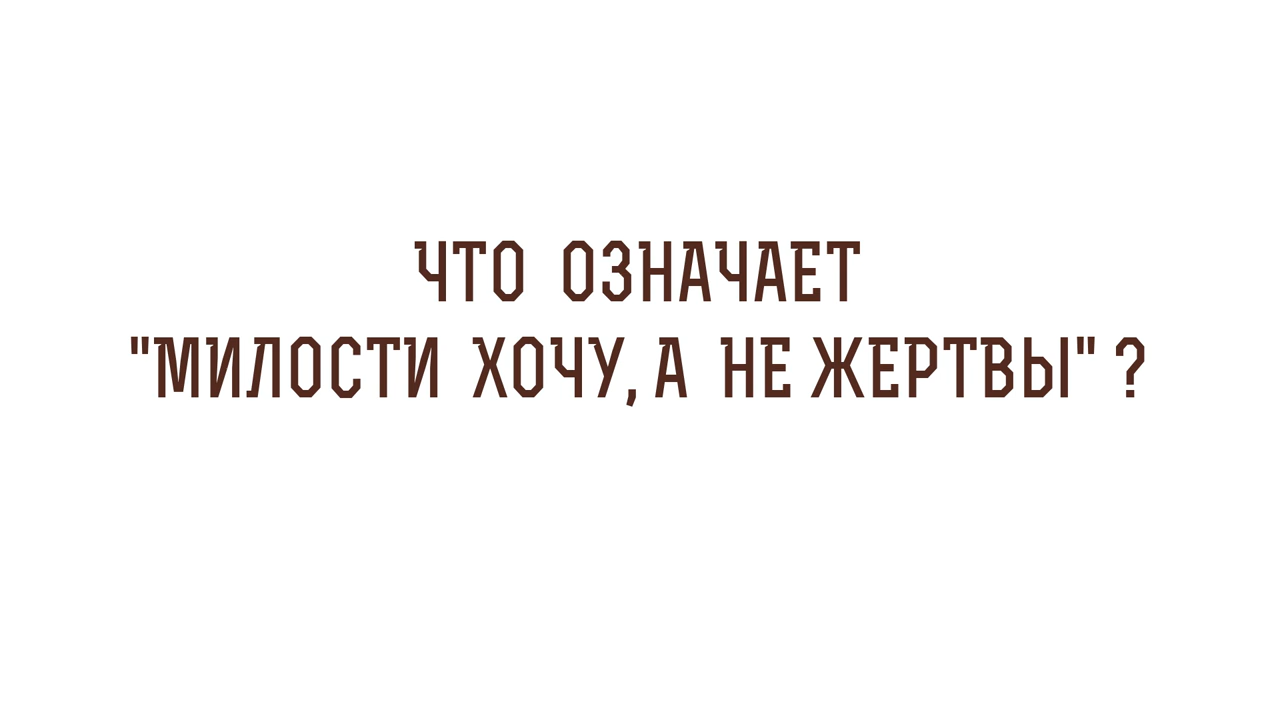 ЧТО ОЗНАЧАЕТ
"МИЛОСТИ ХОЧУ, А НЕ ЖЕРТВЫ" ?